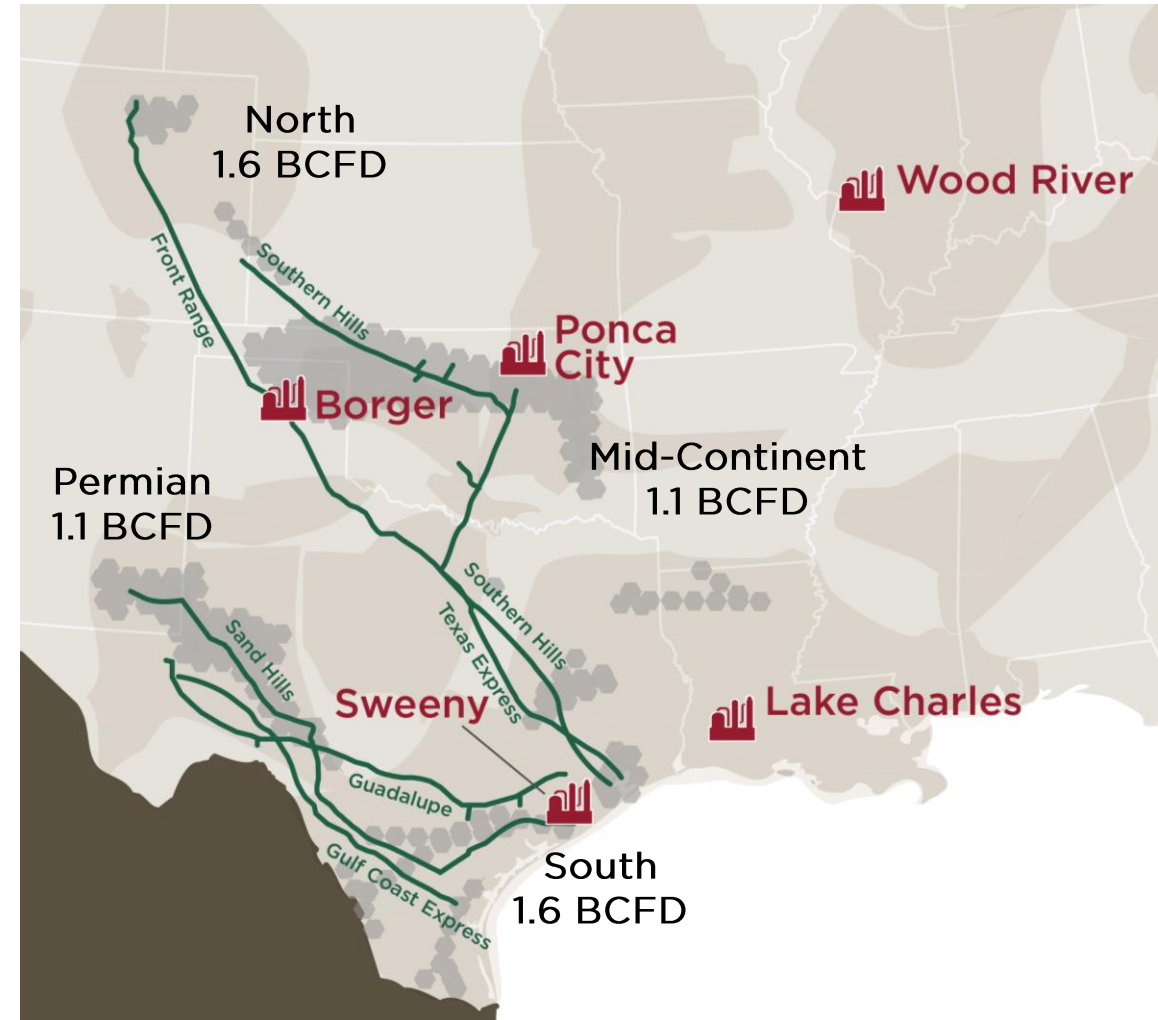 North
1.6 BCFD
Wood River
Front Range
Southern Hills
Ponca
City
Borger
Mid-Continent
1.1 BCFD
Permian
1.1 BCFD
Southern Hills
Texas Express
Sand Hills
Sweeny
Lake Charles
Guadalupe
Gulf Coast Express
South
1.6 BCFD